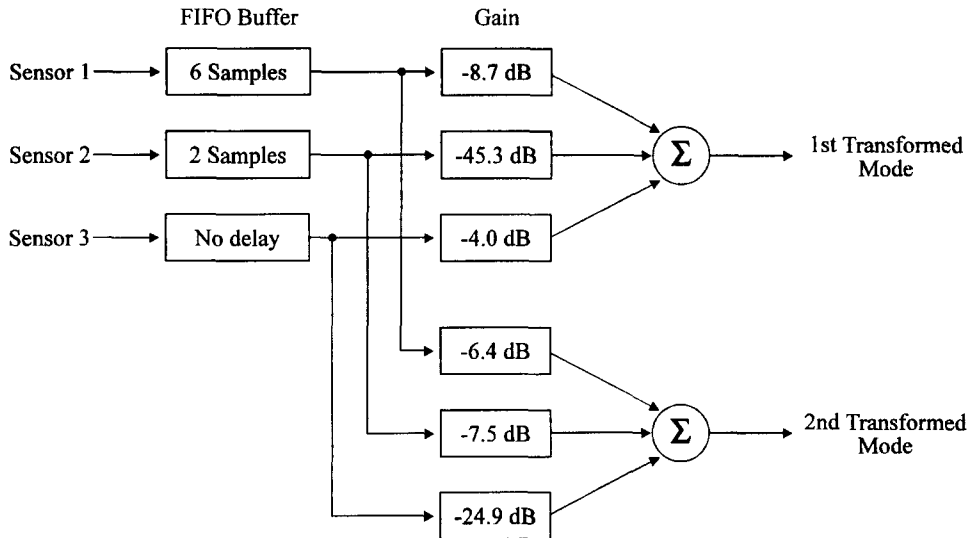 FIFO Buffer
Gain
Sensor 1
6 Samples
-8.7 dB
1st Transformed
Mode
Sensor 2
2 Samples
-45.3 dB
Σ
Sensor 3
No delay
-4.0 dB
-6.4 dB
2nd Transformed
Mode
-7.5 dB
Σ
-24.9 dB